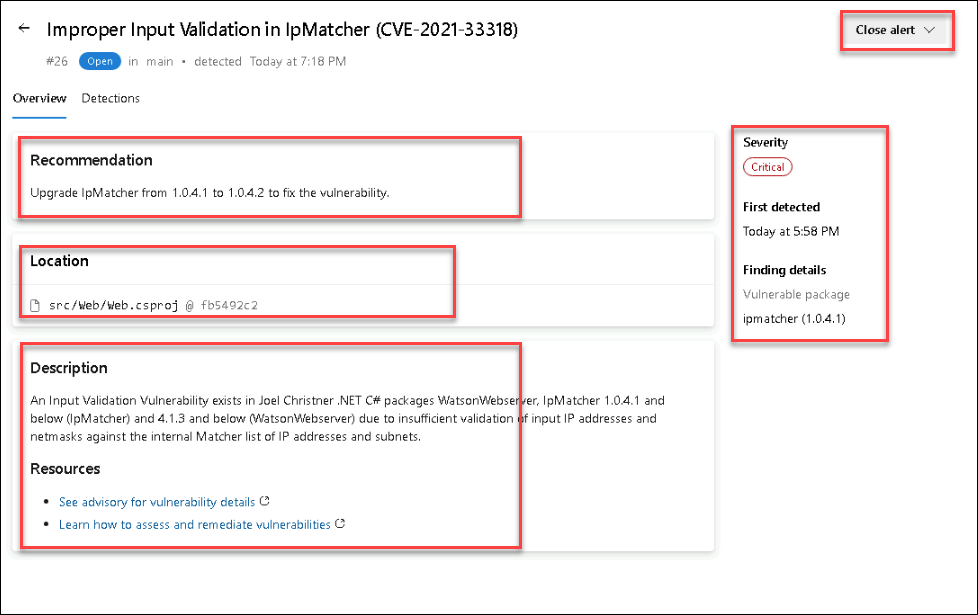 Improper Input Validation in IpMatcher (CVE-2021-33318)
Close alert
#26 Open in main • detected Today at 7:18 PM
Overview Detections
Recommendation
Upgrade IpMatcher from 1.0.4.1 to 1.0.4.2 to fix the vulnerability.
Location
src/Web/Web.csproj @ fb5492c2
Description
An Input Validation Vulnerability exists in Joel Christner .NET C# packages WatsonWebserver, IpMatcher 1.0.4.1 and
below (IpMatcher) and 4.1.3 and below (WatsonWebserver) due to insufficient validation of input IP addresses and
netmasks against the internal Matcher list of IP addresses and subnets.
Resources
• See advisory for vulnerability details
• Learn how to assess and remediate vulnerabilities
Severity
Critical
First detected
Today at 5:58 PM
Finding details
Vulnerable package
ipmatcher (1.0.4.1)